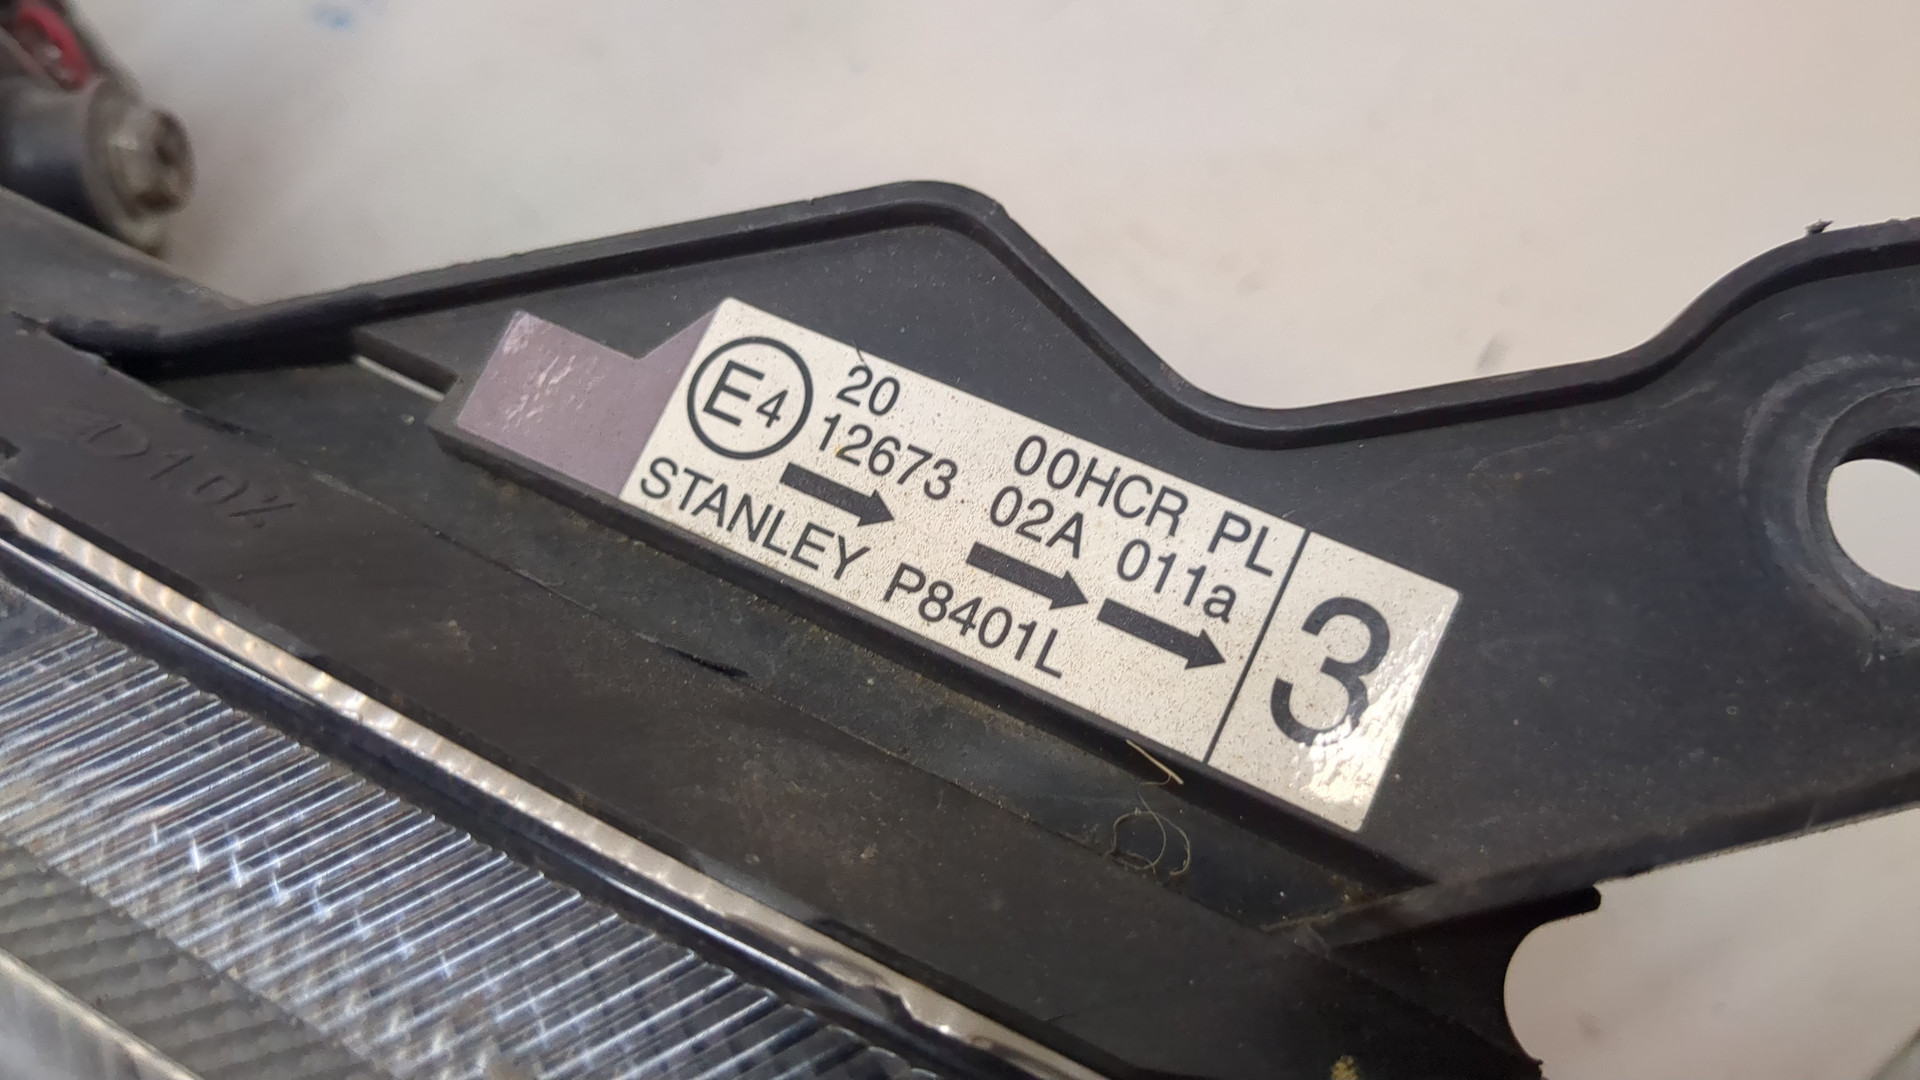 E4 20 00HCR PL
12673 02A 011a
STANLEY P8401L
3